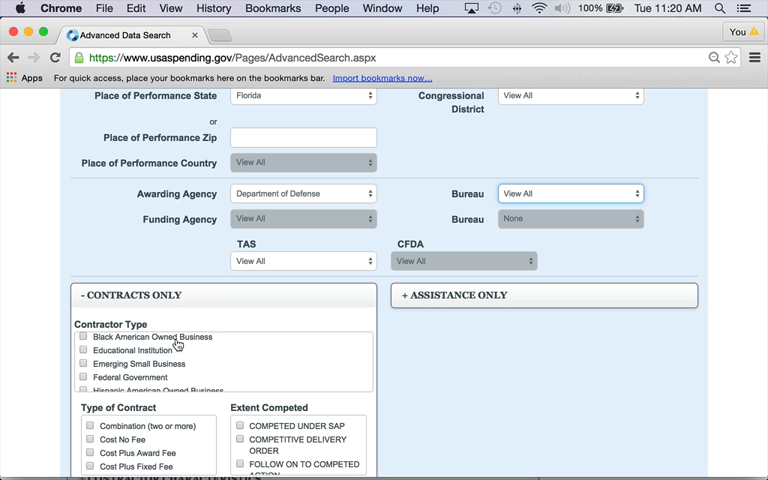 Chrome File Edit View History Bookmarks People Window Help 100% Tue 11:20 AM
Advanced Data Search × You
https://www.usaspending.gov/Pages/AdvancedSearch.aspx
Apps For quick access, place your bookmarks here on the bookmarks bar. Import bookmarks now…
Place of Performance State Florida Congressional District View All
or
Place of Performance Zip
Place of Performance Country View All
Awarding Agency Department of Defense Bureau View All
Funding Agency View All Bureau None
TAS CFDA
View All View All
- CONTRACTS ONLY + ASSISTANCE ONLY
Contractor Type
Black American Owned Business
Educational Institution
Emerging Small Business
Federal Government
Hispanic American Owned Business
Type of Contract Extent Competed
Combination (two or more) COMPETED UNDER SAP
Cost No Fee COMPETITIVE DELIVERY ORDER
Cost Plus Award Fee
Cost Plus Fixed Fee FOLLOW ON TO COMPETED ACTION